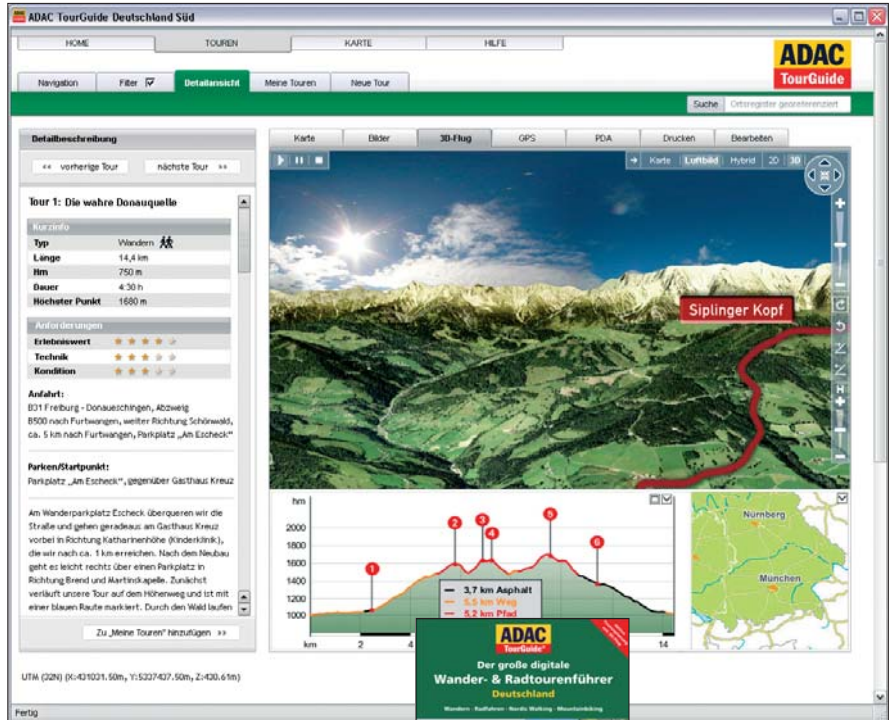 ADAC TourGuide Deutschland Süd
HOME
TOUREN
KARTE
HILFE
ADAC
TourGuide
Navigation
Filter
Detailansicht
Meine Touren
Neue Tour
Suche
Ortsregister georeferenziert
Detailbeschreibung
<< vorherige Tour
nächste Tour >>
Tour 1: Die wahre Donauquelle
Kurzinfo
Typ Wandern
Länge 14,4 km
Hm 750 m
Dauer 4:30 h
Höchster Punkt 1680 m
Anforderungen
Erlebniswert
Technik
Kondition
Anfahrt:
B31 Freiburg - Donaueschingen, Abzweig
B500 nach Furtwangen, weiter Richtung Schönwald,
ca. 5 km nach Furtwangen, Parkplatz „Am Escheck"
Parken/Startpunkt:
Parkplatz „Am Escheck", gegenüber Gasthaus Kreuz
Am Wanderparkplatz Escheck überqueren wir die
Straße und gehen geradeaus am Gasthaus Kreuz
vorbei in Richtung Katharinenhöhe (Kinderklinik),
die wir nach ca. 1 km erreichen. Nach dem Neubau
geht es leicht rechts über einen Parkplatz in
Richtung Brend und Martinskapelle. Zunächst
verläuft unsere Tour auf dem Höhenweg und ist mit
einer blauen Raute markiert. Durch den Wald laufen
Zu „Meine Touren" hinzufügen >>
UTM (32N) (X:431031.50m, Y:5337437.50m, Z:430.61m)
Fertig
Karte
Bilder
3D-Flug
GPS
PDA
Drucken
Bearbeiten
Karte
Luftbild
Hybrid
2D
3D
Siplinger Kopf
H
hm
2000
1800
1600
1400
1200
1000
km
2
4
14
1
2
3
4
5
6
3,7 km Asphalt
5,5 km Weg
5,2 km Pfad
Nürnberg
München
ADAC
TourGuide
Der große digitale
Wander- & Radtourenführer
Deutschland
Wandern · Radfahren · Nordic Walking · Mountainbiking